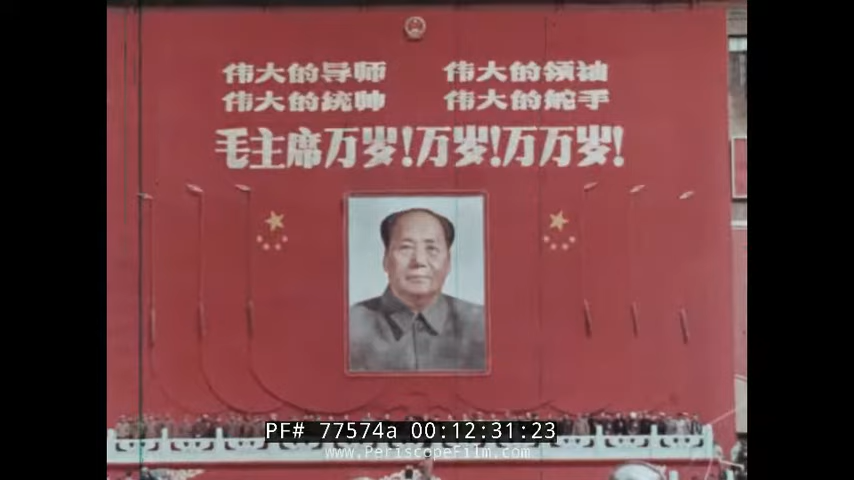 伟大的导师 伟大的领袖
伟大的统帅 伟大的舵手
毛主席万岁!万岁!万万岁!
PF# 77574a 00:12:31:23
www.PeriscopeFilm.com